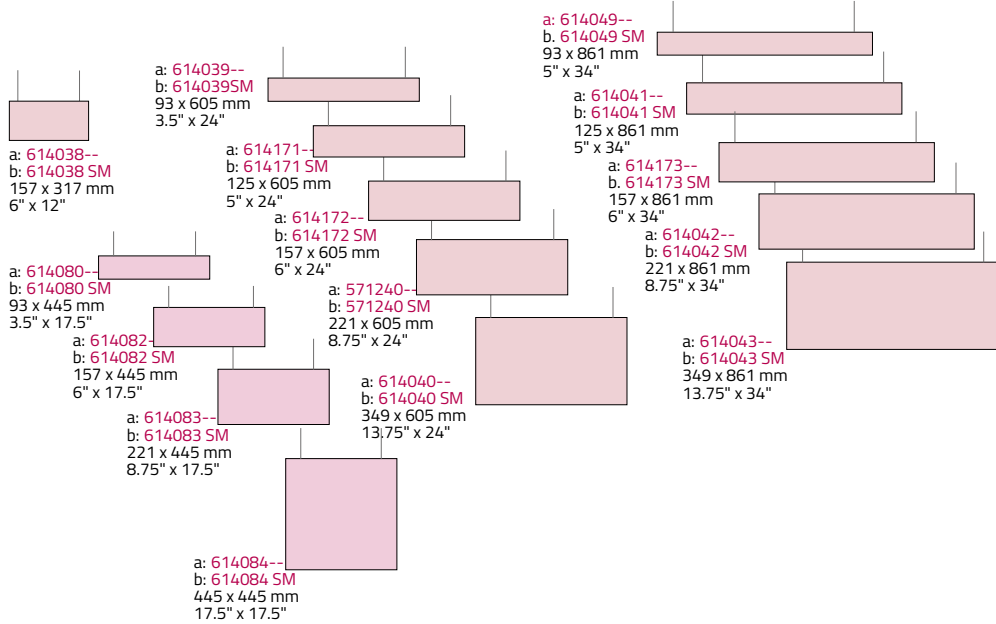 a: 614038--
b: 614038 SM
157 x 317 mm
6" x 12"
a: 614080--
b: 614080 SM
93 x 445 mm
3.5" x 17.5"
a: 614082-
b: 614082 SM
157 x 445 mm
6" x 17.5"
a: 614083--
b: 614083 SM
221 x 445 mm
8.75" x 17.5"
a: 614084--
b: 614084 SM
445 x 445 mm
17.5" x 17.5"
a: 614039--
b: 614039SM
93 x 605 mm
3.5" x 24"
a: 614171--
b: 614171 SM
125 x 605 mm
5" x 24"
a: 614172--
b: 614172 SM
157 x 605 mm
6" x 24"
a: 571240--
b: 571240 SM
221 x 605 mm
8.75" x 24"
a: 614040--
b: 614040 SM
349 x 605 mm
13.75" x 24"
a: 614049--
b. 614049 SM
93 x 861 mm
5" x 34"
a: 614041--
b: 614041 SM
125 x 861 mm
5" x 34"
a: 614173--
b. 614173 SM
157 x 861 mm
6" x 34"
a: 614042--
b: 614042 SM
221 x 861 mm
8.75" x 34"
a: 614043--
b: 614043 SM
349 x 861 mm
13.75" x 34"